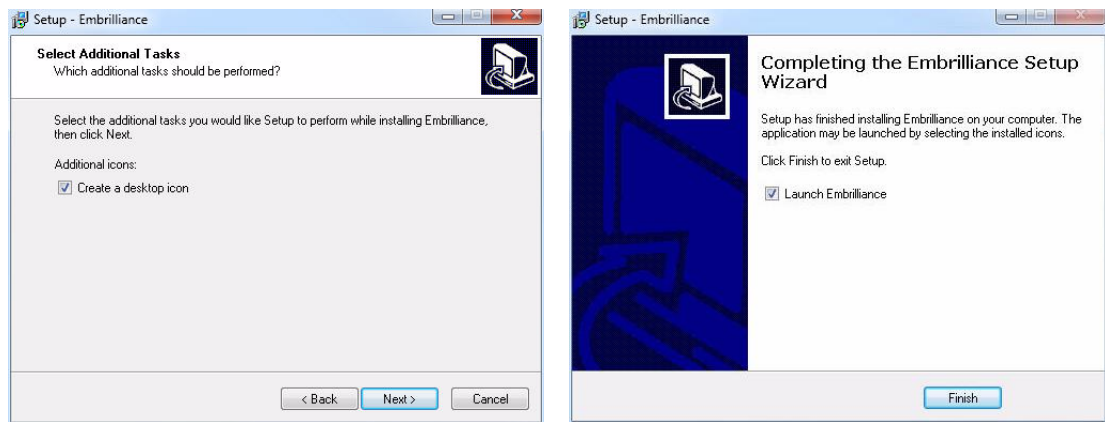 Setup - Embrilliance
Select Additional Tasks
Which additional tasks should be performed?
Select the additional tasks you would like Setup to perform while installing Embrilliance,
then click Next.
Additional icons:
Create a desktop icon
< Back
Next >
Cancel
Setup - Embrilliance
Completing the Embrilliance Setup
Wizard
Setup has finished installing Embrilliance on your computer. The
application may be launched by selecting the installed icons.
Click Finish to exit Setup.
Launch Embrilliance
Finish